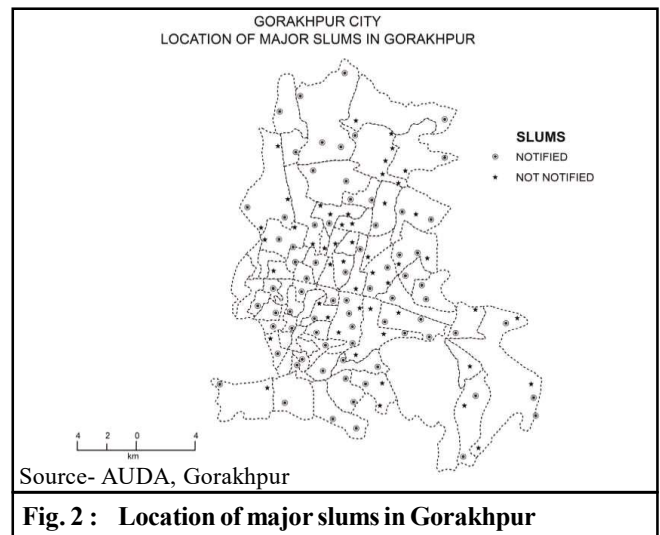 GORAKHPUR CITY
LOCATION OF MAJOR SLUMS IN GORAKHPUR
SLUMS
NOTIFIED
NOT NOTIFIED
4 2 0 4
km
Source- AUDA, Gorakhpur
Fig. 2 : Location of major slums in Gorakhpur